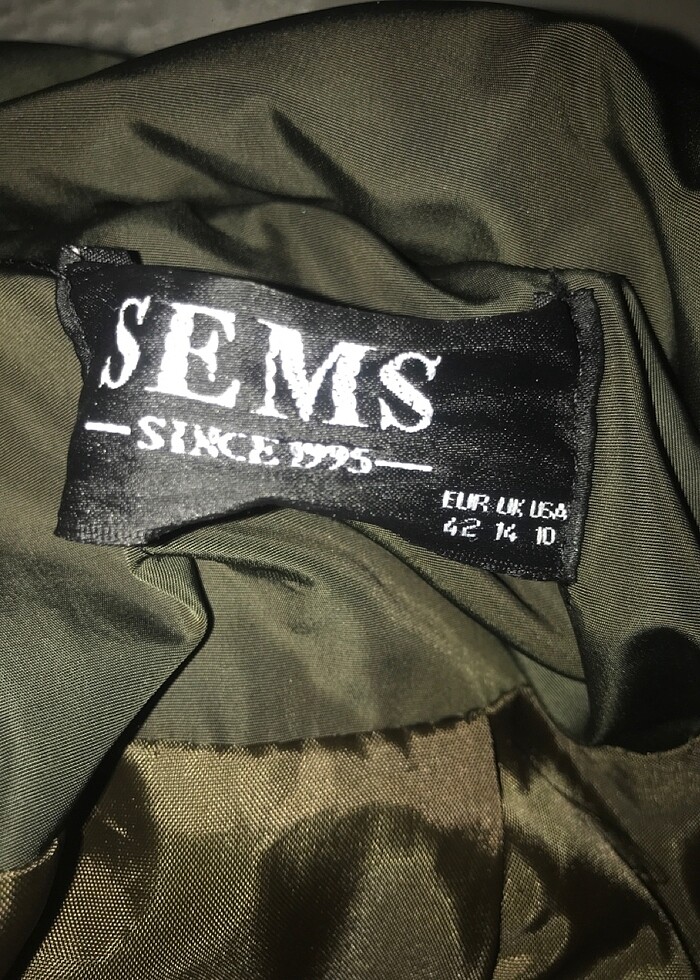 SEMS
SINCE 1995
EUR UK USA
42 14 10